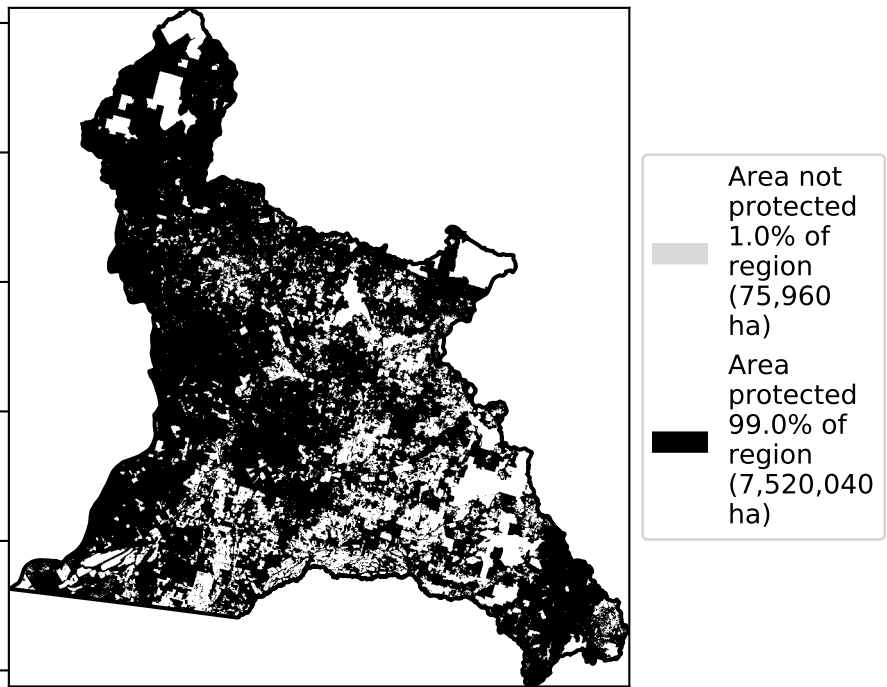 Area not
protected
1.0% of
region
(75,960
ha)
Area
protected
99.0% of
region
(7,520,040
ha)